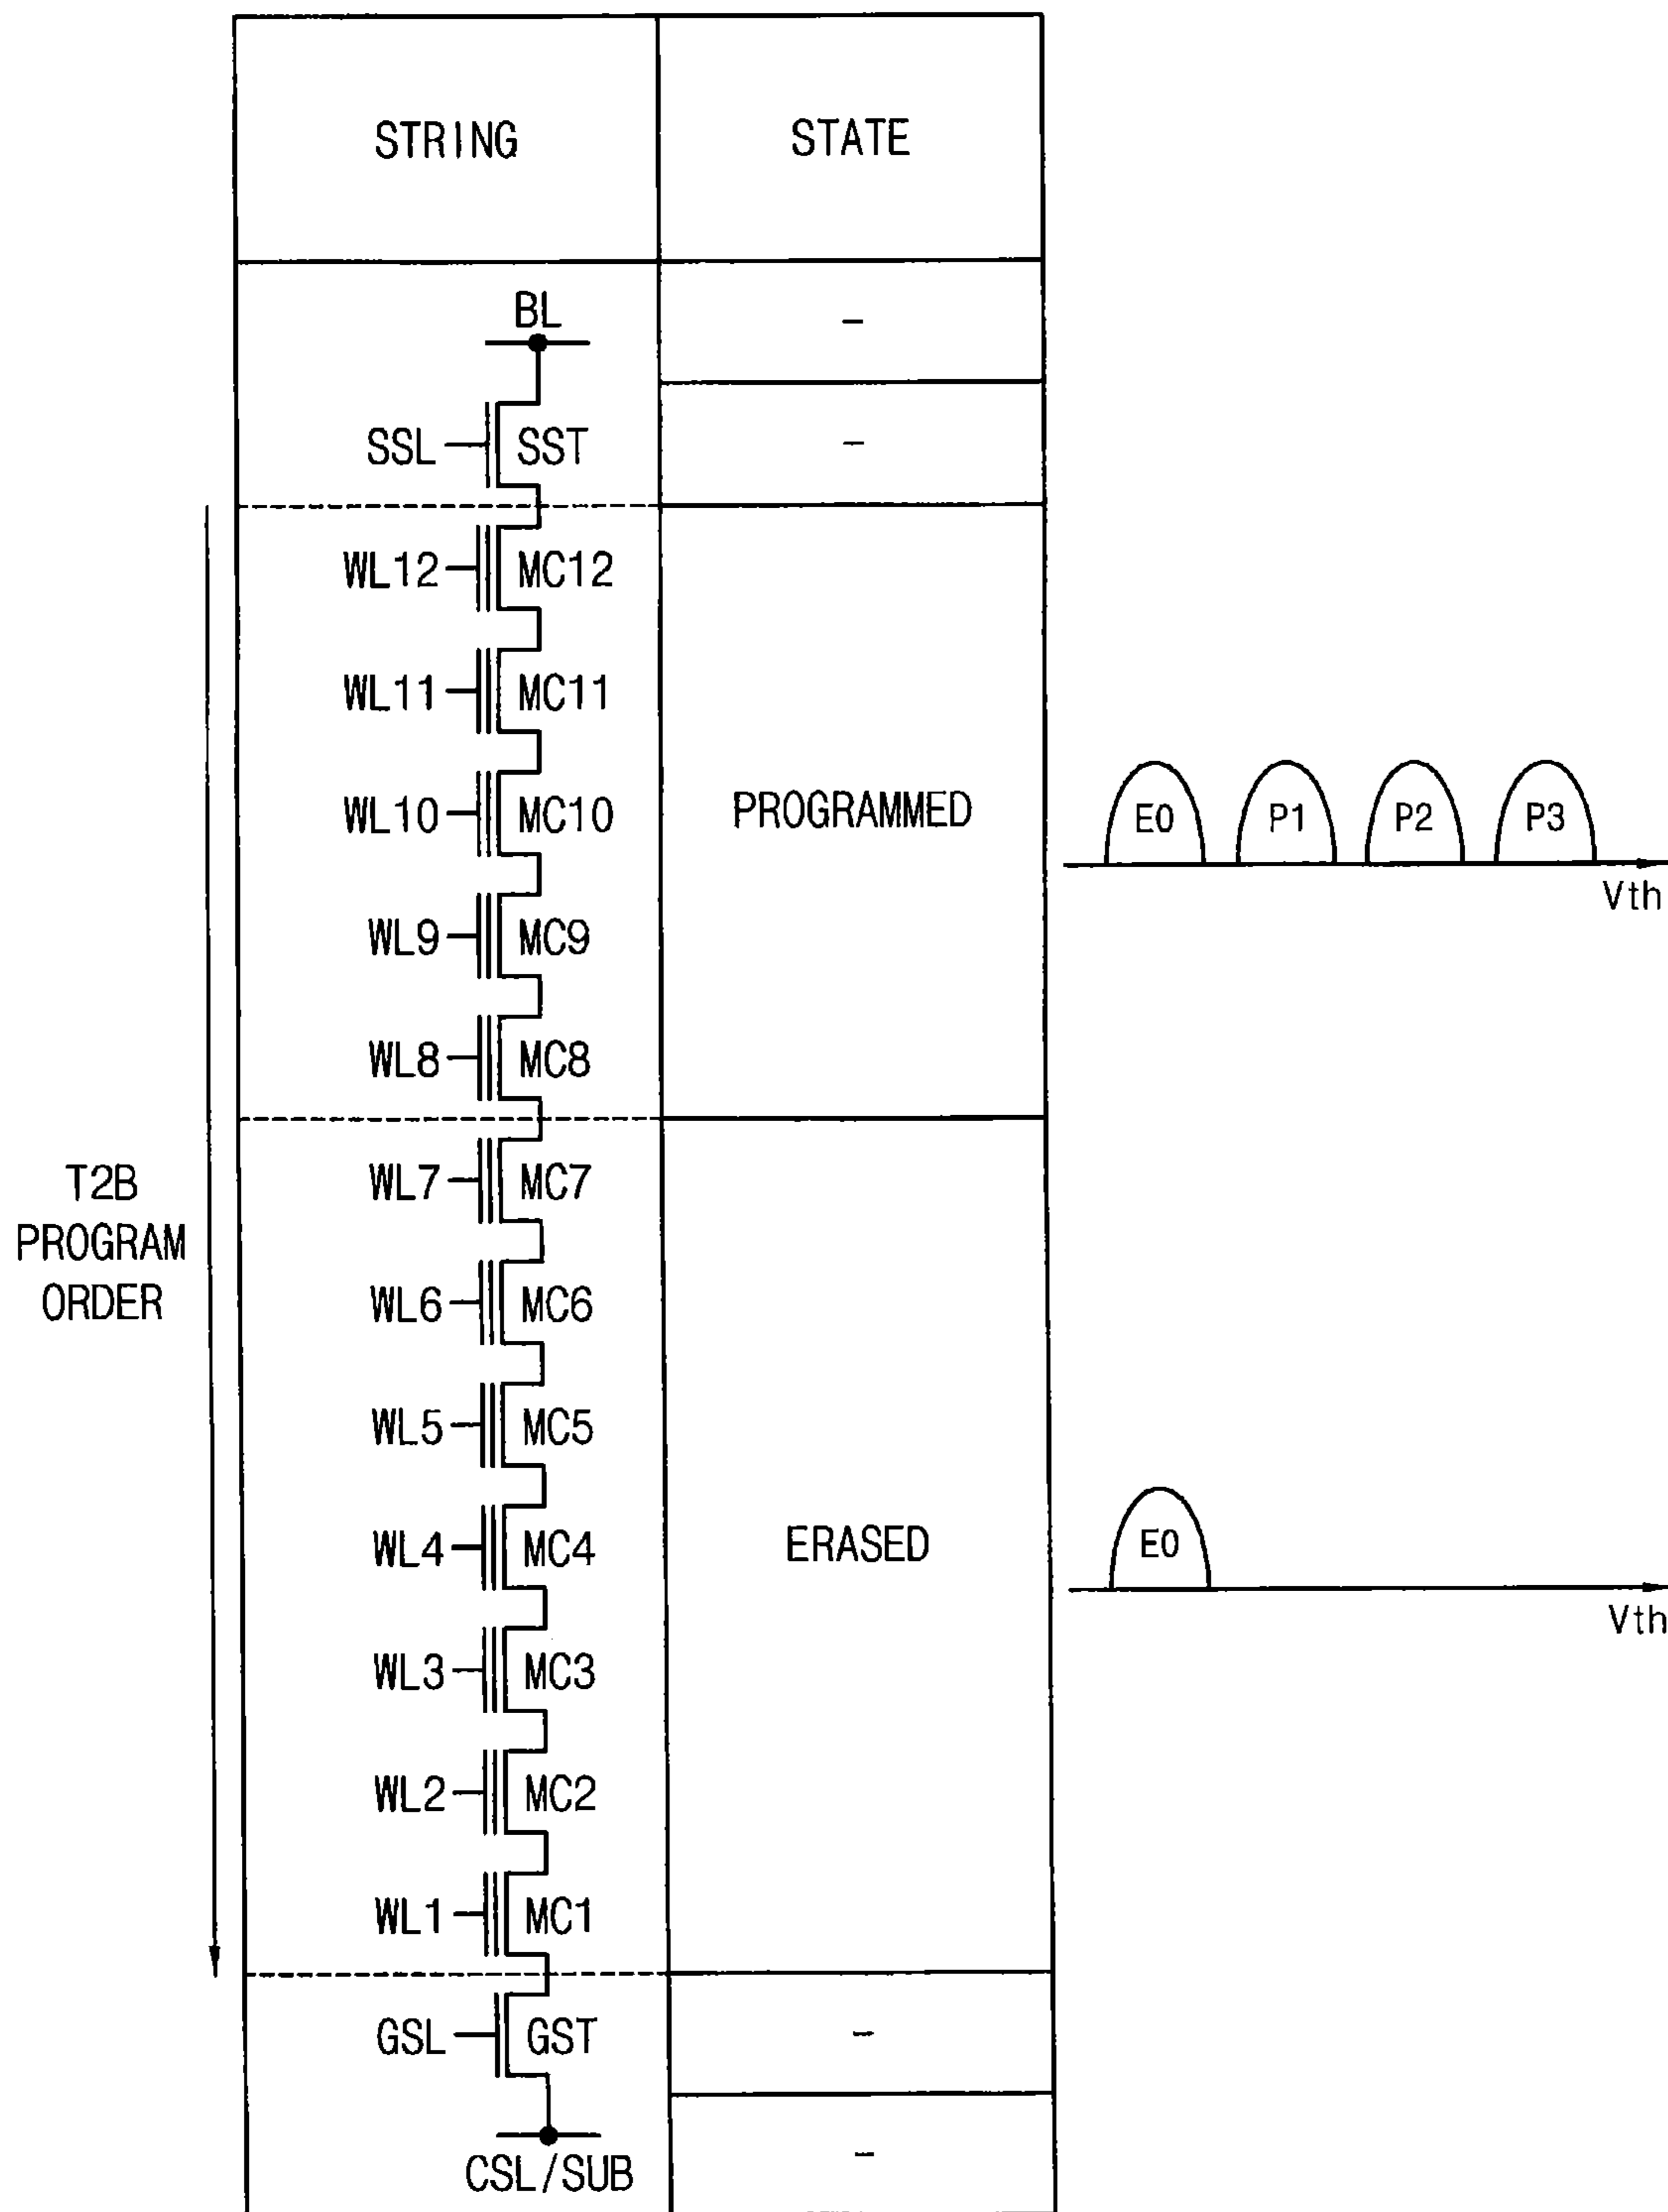 STRING STATE
BL -
SSL SST -
WL12 MC12
WL11 MC11
WL10 MC10 PROGRAMMED E0 P1 P2 P3
Vth
WL9 MC9
WL8 MC8
T2B
PROGRAM
ORDER
WL7 MC7
WL6 MC6
WL5 MC5
WL4 MC4 ERASED E0
Vth
WL3 MC3
WL2 MC2
WL1 MC1
GSL GST -
CSL/SUB -